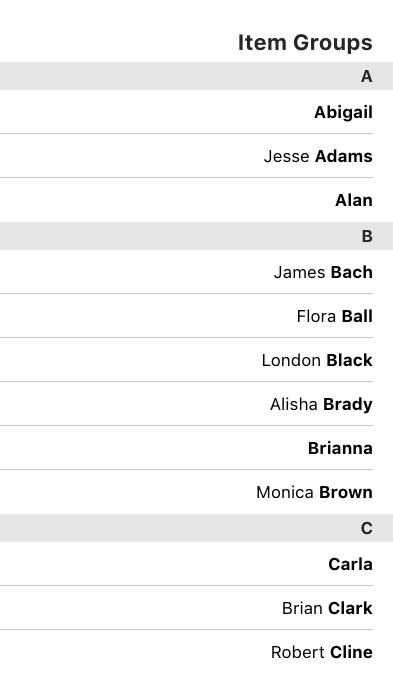 Item Groups
A
Abigail
Jesse Adams
Alan
B
James Bach
Flora Ball
London Black
Alisha Brady
Brianna
Monica Brown
C
Carla
Brian Clark
Robert Cline